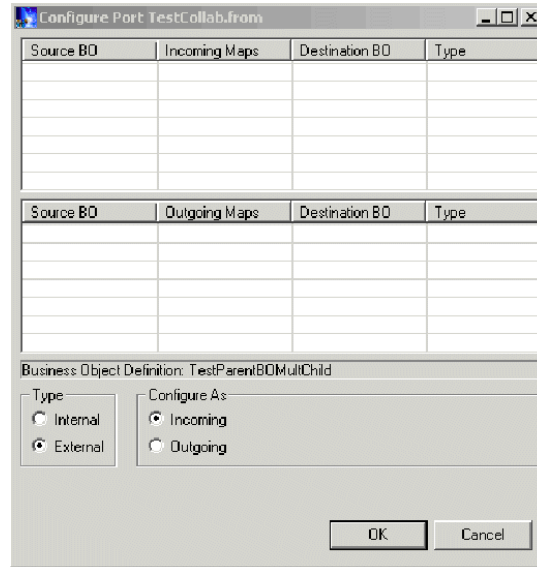 Configure Port TestCollab.from
Source BO Incoming Maps Destination BO Type
Source BO Outgoing Maps Destination BO Type
Business Object Definition: TestParentBOMultChild
Type Configure As
Internal Incoming
External Outgoing
OK Cancel